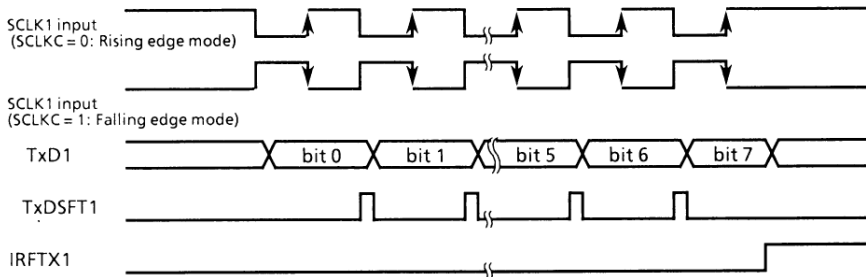 SCLK1 input
(SCLKC = 0: Rising edge mode)
SCLK1 input
(SCLKC = 1: Falling edge mode)
TxD1
bit 0 bit 1 bit 5 bit 6 bit 7
TxDSFT1
IRFTX1